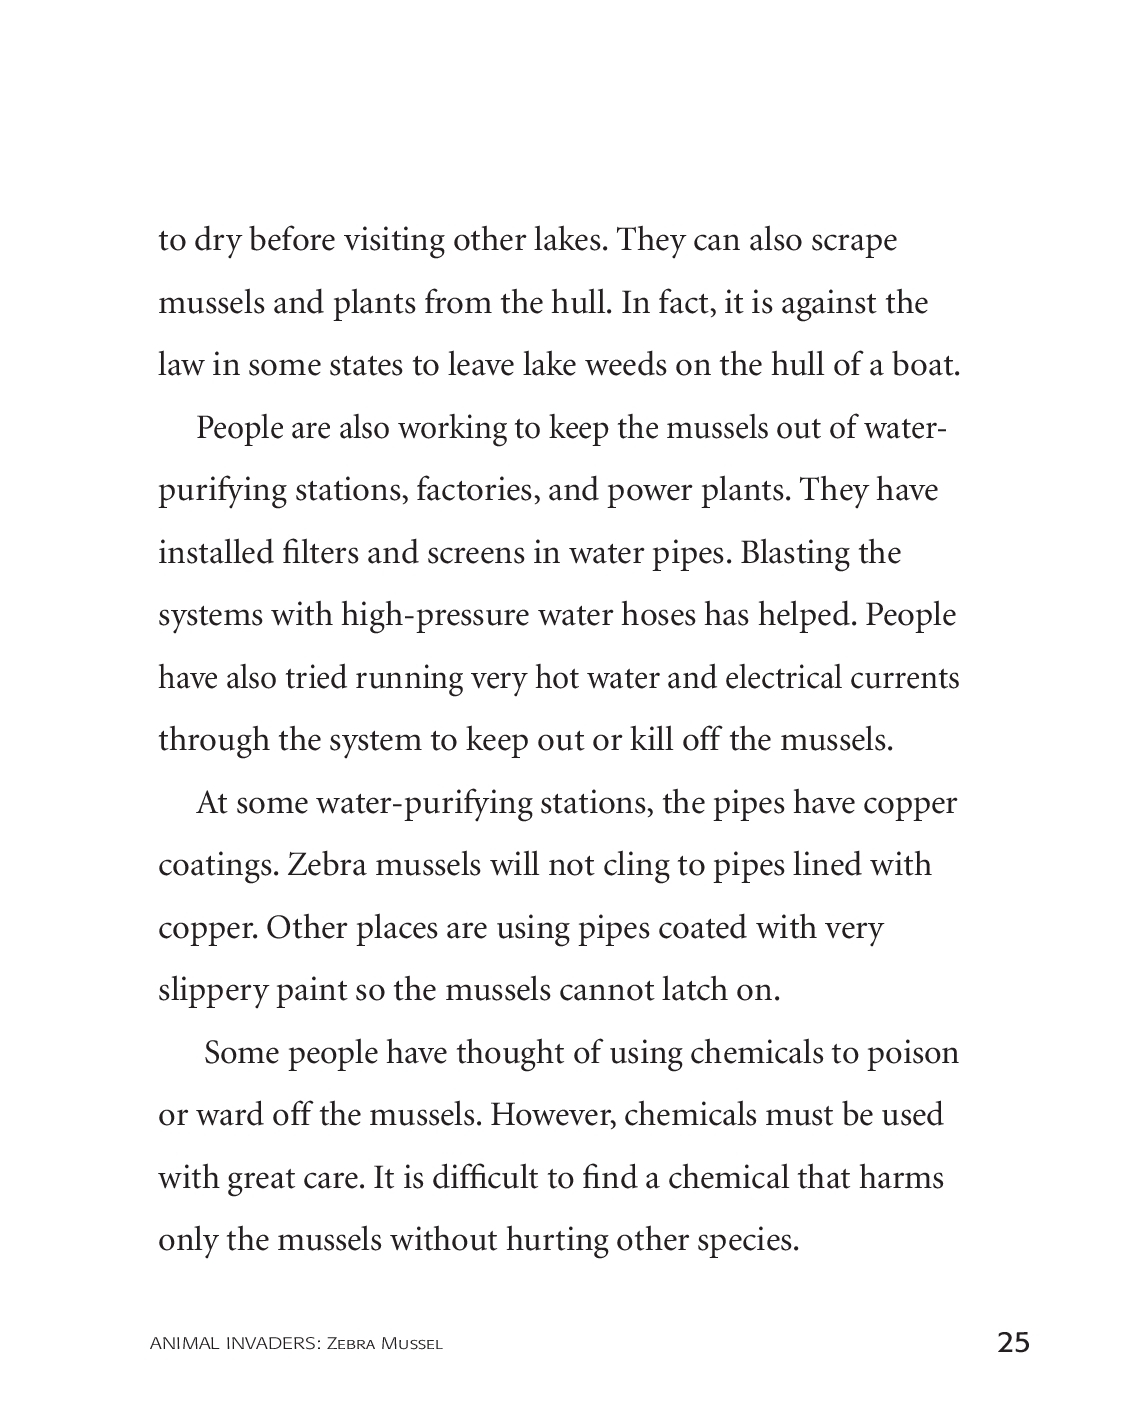 to dry before visiting other lakes. They can also scrape
mussels and plants from the hull. In fact, it is against the
law in some states to leave lake weeds on the hull of a boat.
People are also working to keep the mussels out of water-
purifying stations, factories, and power plants. They have
installed filters and screens in water pipes. Blasting the
systems with high-pressure water hoses has helped. People
have also tried running very hot water and electrical currents
through the system to keep out or kill off the mussels.
At some water-purifying stations, the pipes have copper
coatings. Zebra mussels will not cling to pipes lined with
copper. Other places are using pipes coated with very
slippery paint so the mussels cannot latch on.
Some people have thought of using chemicals to poison
or ward off the mussels. However, chemicals must be used
with great care. It is difficult to find a chemical that harms
only the mussels without hurting other species.
ANIMAL INVADERS: Zebra Mussel 25